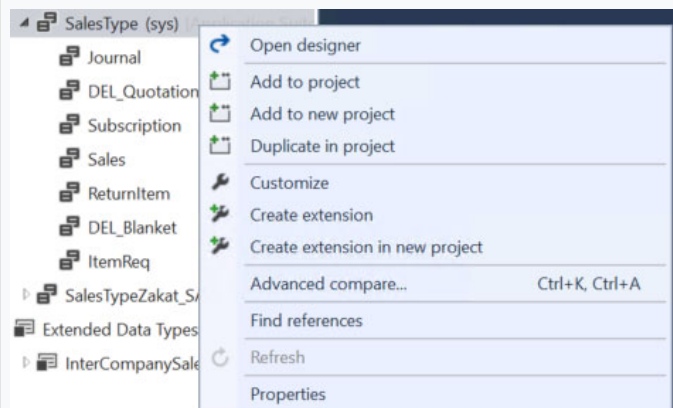 SalesType (sys)
Journal
DEL_Quotation
Subscription
Sales
ReturnItem
DEL_Blanket
ItemReq
SalesTypeZakat_SA
Extended Data Types
InterCompanySale
Open designer
Add to project
Add to new project
Duplicate in project
Customize
Create extension
Create extension in new project
Advanced compare... Ctrl+K, Ctrl+A
Find references
Refresh
Properties